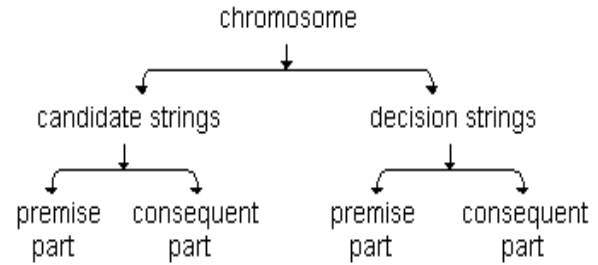 chromosome
candidate strings decision strings
premise consequent premise consequent
part part part part